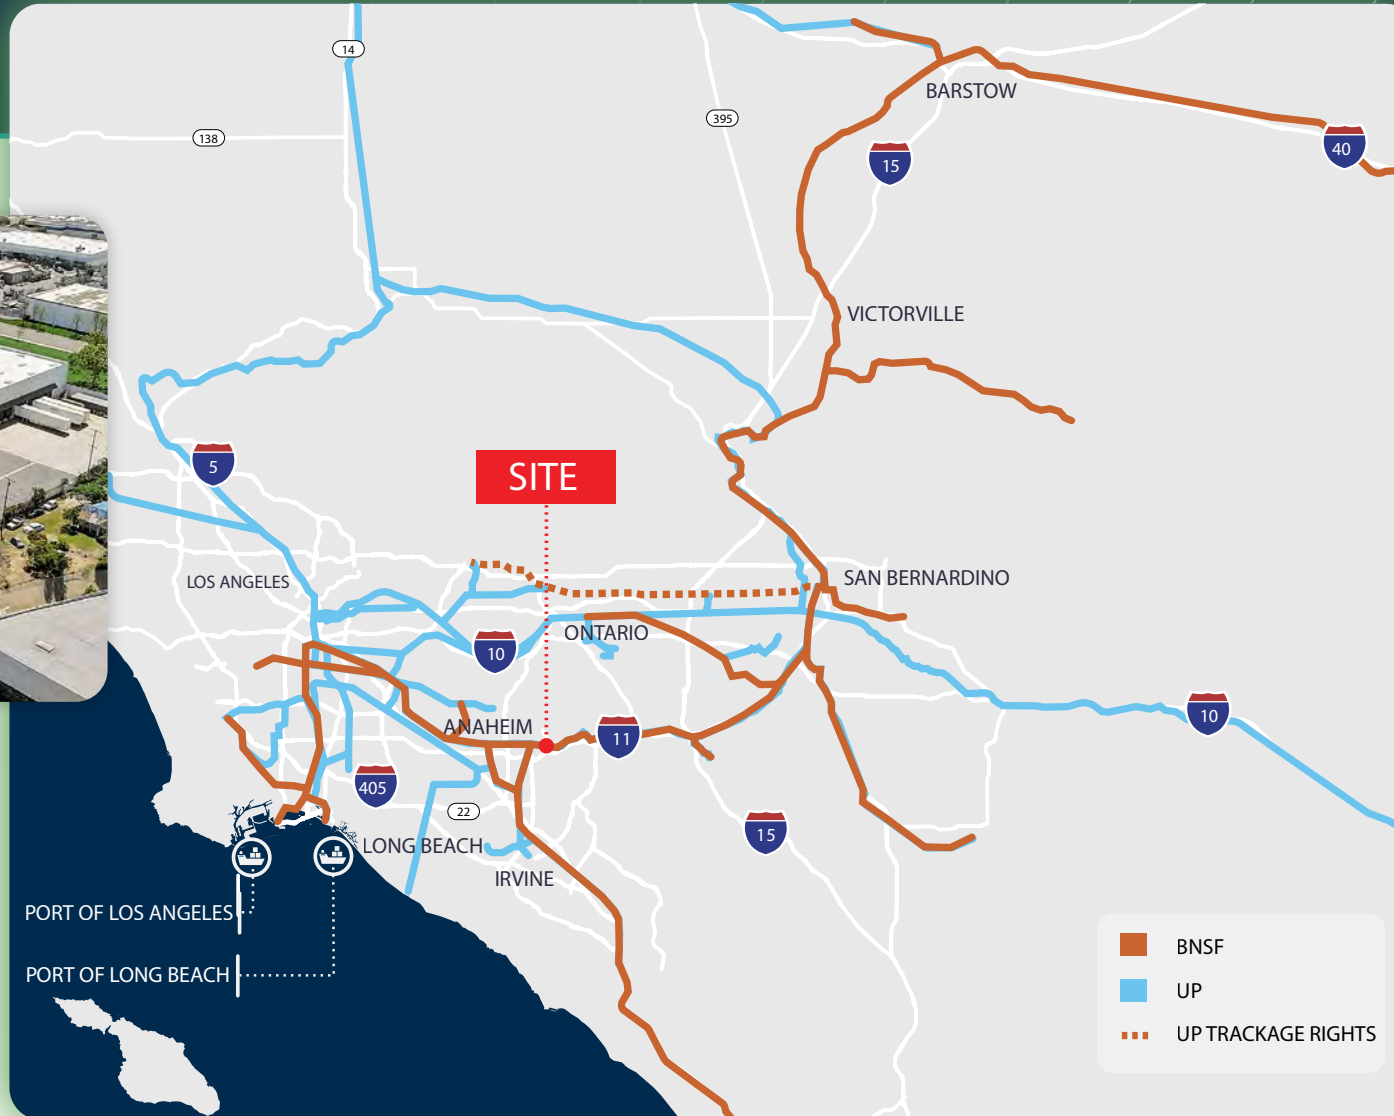 14
138
395
BARSTOW
15
40
VICTORVILLE
5
SITE
LOS ANGELES
SAN BERNARDINO
ONTARIO
10
10
ANAHEIM
11
405
22
15
LONG BEACH
IRVINE
PORT OF LOS ANGELES
PORT OF LONG BEACH
BNSF
UP
UP TRACKAGE RIGHTS